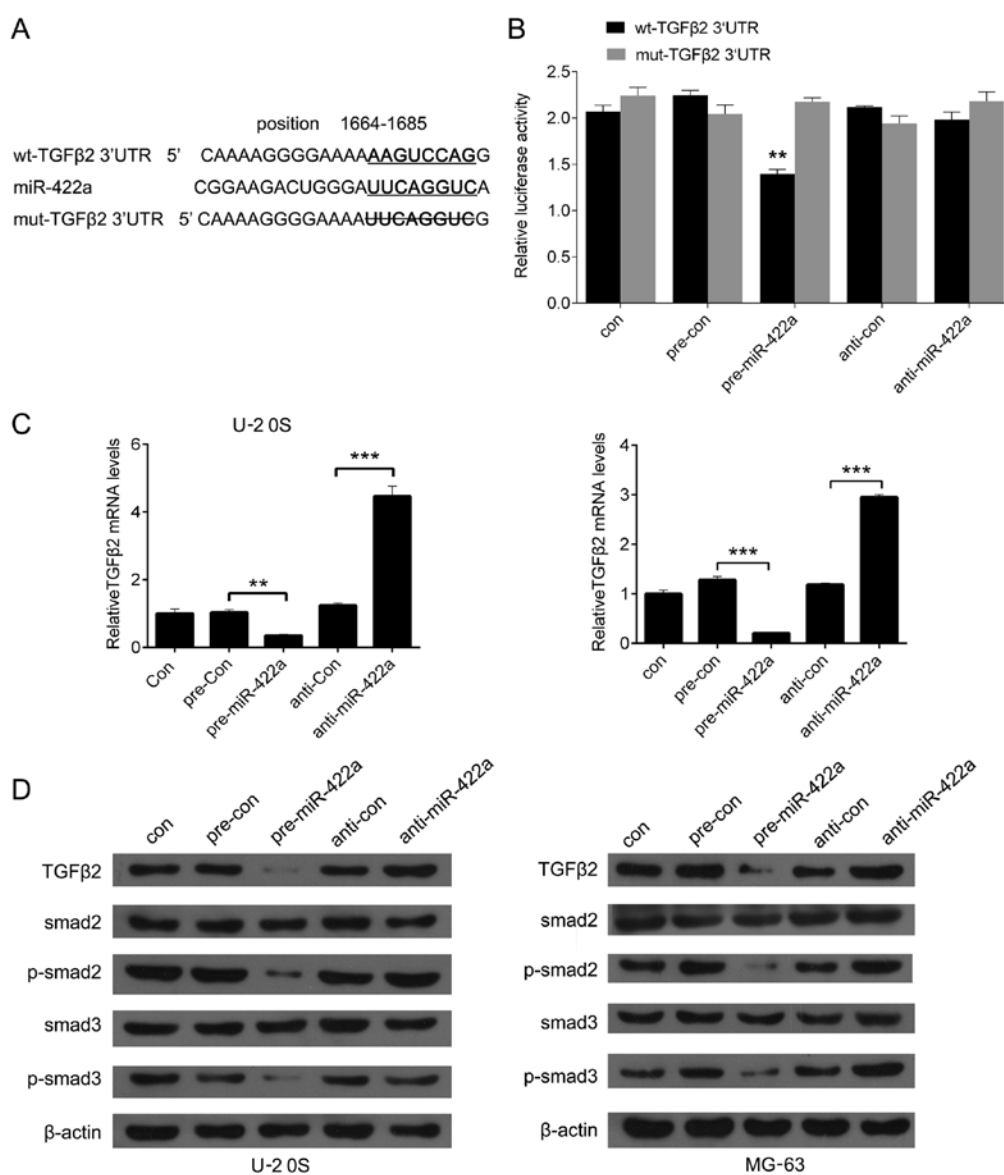 A
position 1664-1685
wt-TGFβ2 3'UTR 5' CAAAAGGGGAAAAAAGUCCAGG
miR-422a CGGAAGACUGGGAUUCAGGUCA
mut-TGFβ2 3'UTR 5' CAAAAGGGGAAAAUUCAGGUCG
B
wt-TGFβ2 3'UTR
mut-TGFβ2 3'UTR
Relative luciferase activity
2.5
2.0
1.5
1.0
0.5
0.0
**
con
pre-con
pre-miR-422a
anti-con
anti-miR-422a
C
U-2 0S
RelativeTGFβ2 mRNA levels
6
4
2
0
**
***
Con
pre-Con
pre-miR-422a
anti-Con
anti-miR-422a
RelativeTGFβ2 mRNA levels
4
3
2
1
0
***
***
con
pre-con
pre-miR-422a
anti-con
anti-miR-422a
D
con pre-con pre-miR-422a anti-con anti-miR-422a
TGFβ2
smad2
p-smad2
smad3
p-smad3
β-actin
U-2 0S
con pre-con pre-miR-422a anti-con anti-miR-422a
TGFβ2
smad2
p-smad2
smad3
p-smad3
β-actin
MG-63